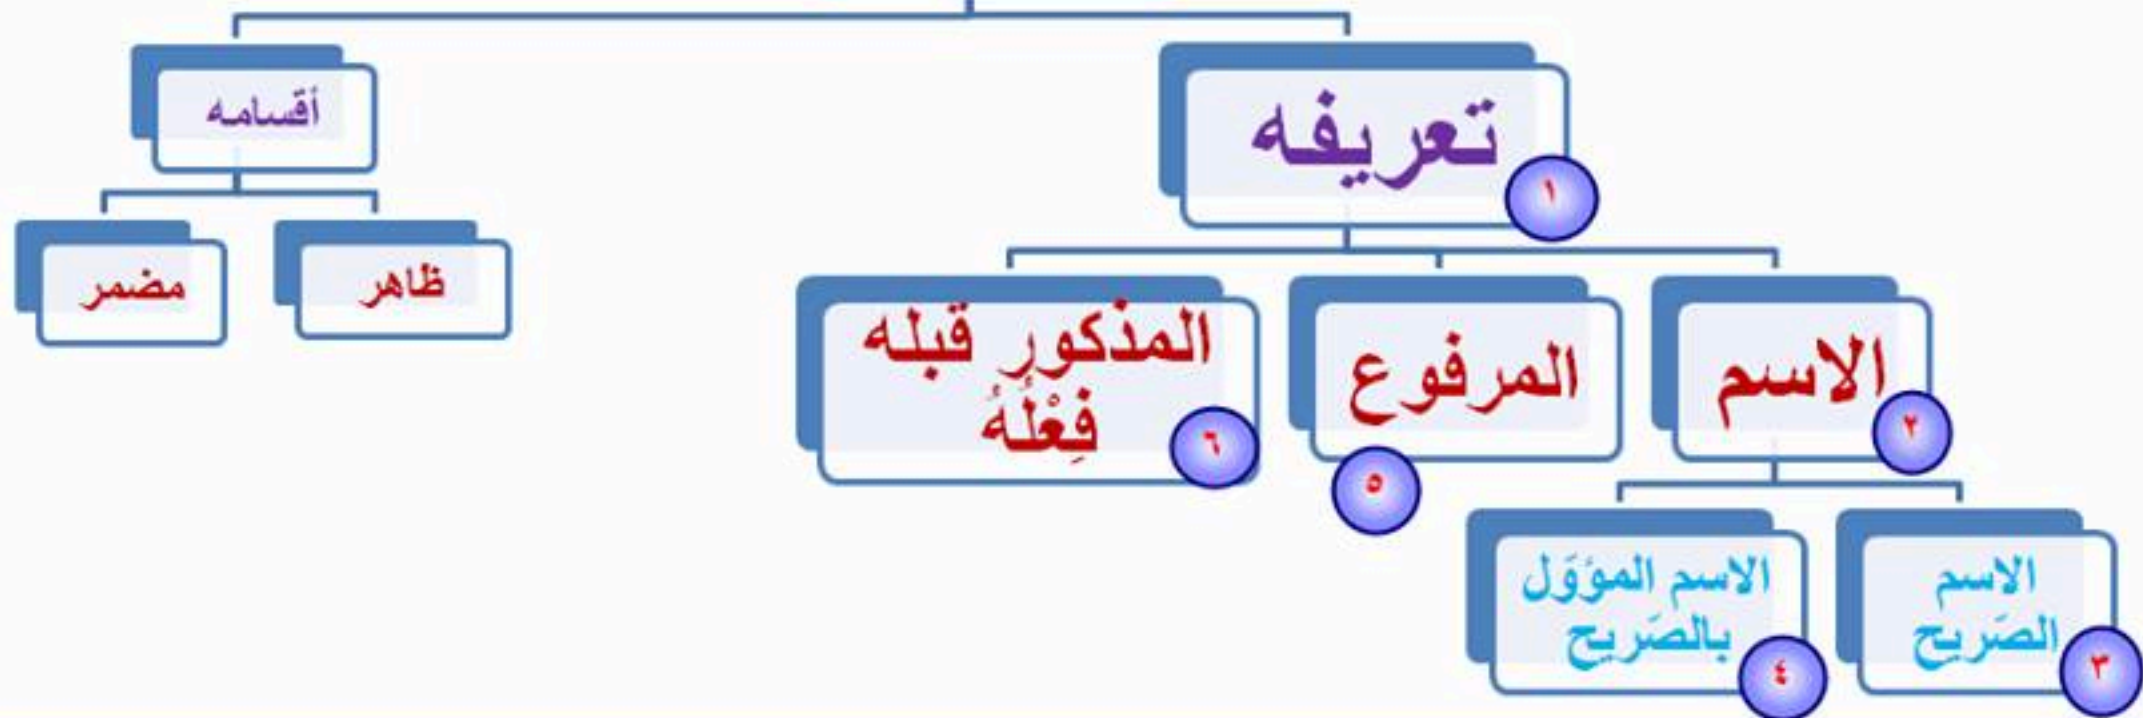 تعريفه
١
أقسامه
الاسم
٢
المرفوع
٥
المذكور قبله
فِعْلُهُ
٦
ظاهر
مضمر
الاسم
الصَريح
٣
الاسم المؤوَل
بالصَريح
٤